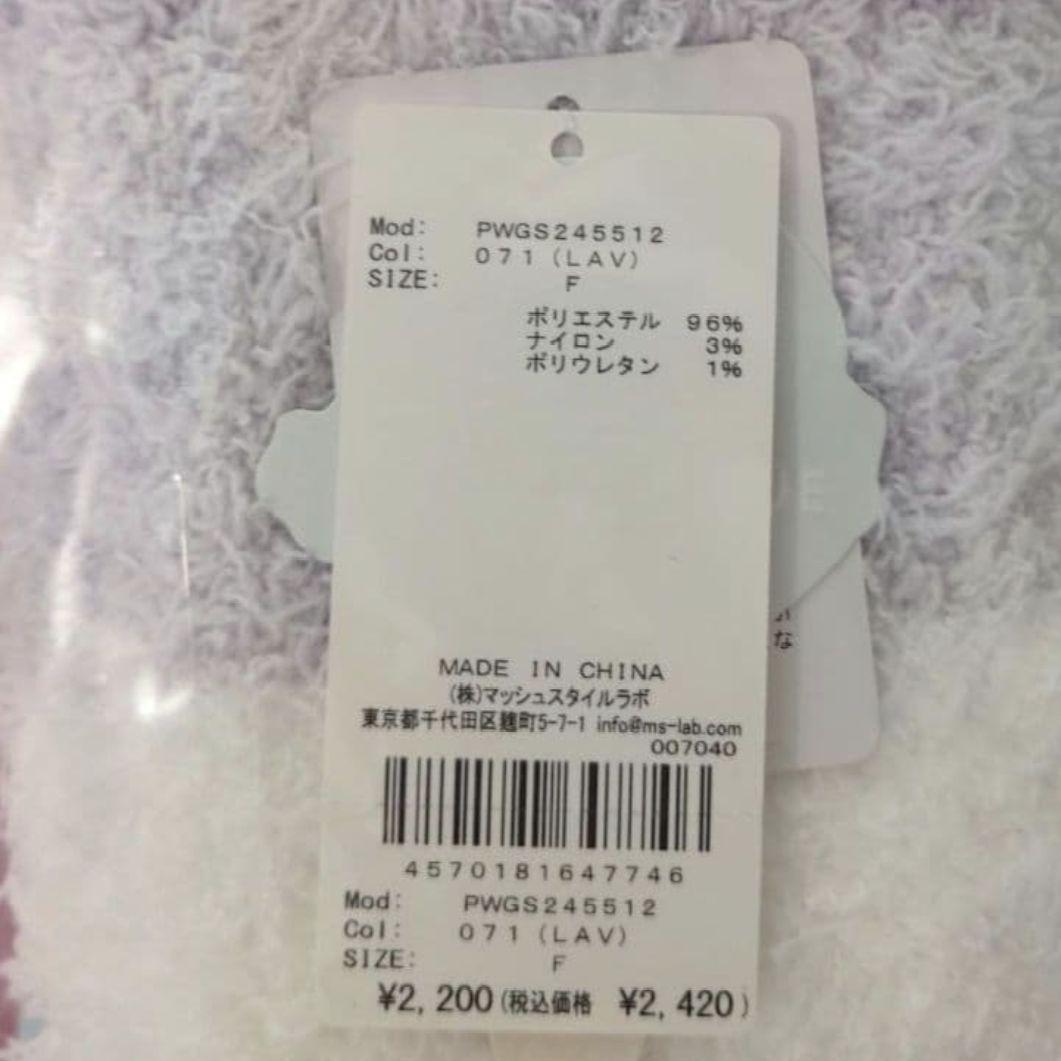 Mod: PWGS245512
Col: 071(LAV)
SIZE: F
ポリエステル 96%
ナイロン 3%
ポリウレタン 1%
MADE IN CHINA
(株)マッシュスタイルラボ
東京都千代田区麹町5-7-1 info@ms-lab.com
007040
4570181647746
Mod: PWGS245512
Col: 071(LAV)
SIZE: F
¥2,200(税込価格 ¥2,420)
な